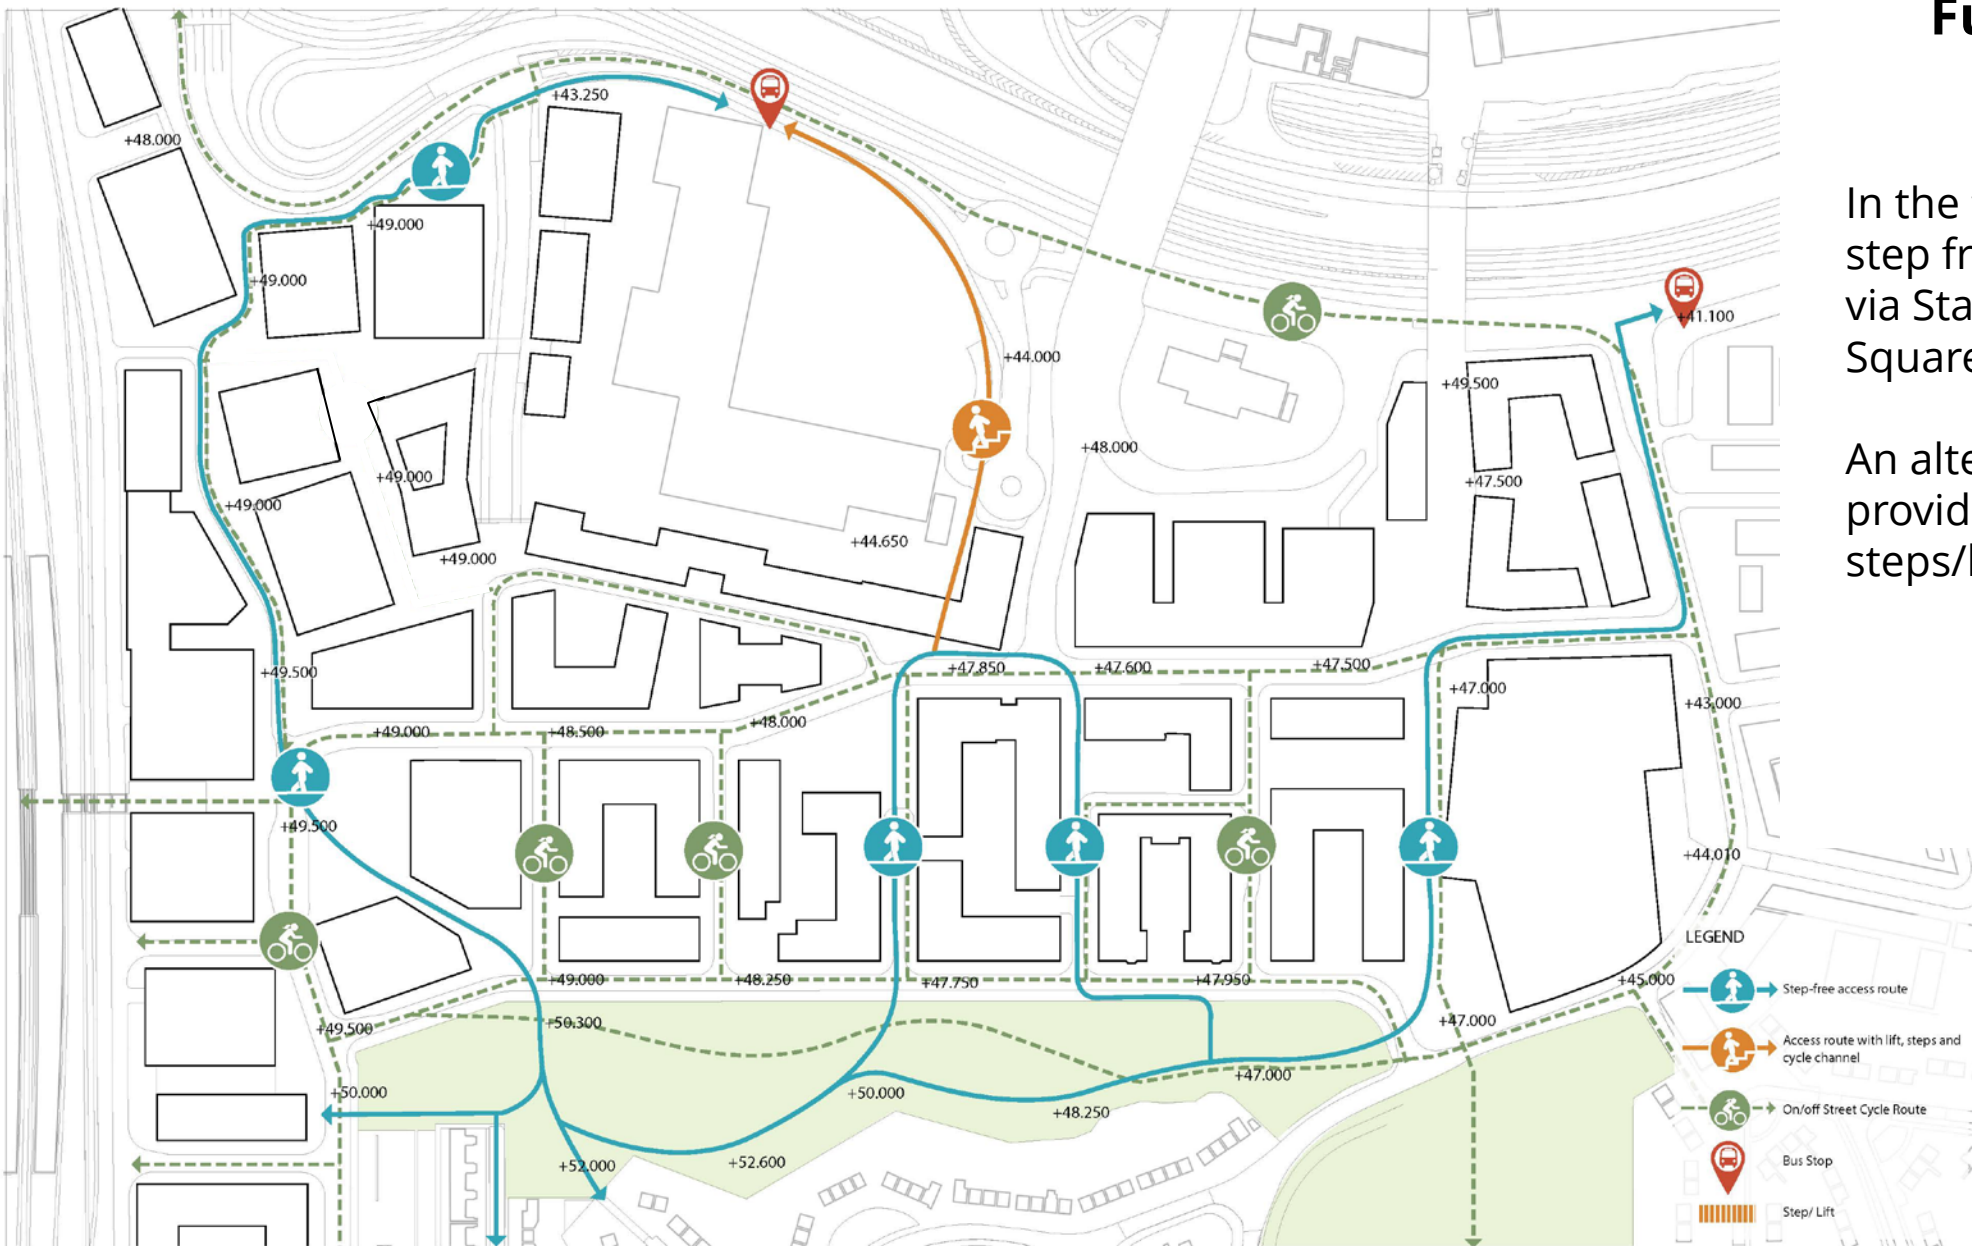 Fu
In the
step fr
via Sta
Square
An alte
provid
steps/l
+43.250
+48.000
+49.000
+49.000
+41.100
+44.000
+49.500
+48.000
+49.000
+47.500
+49.000
+44.650
+49.000
+49.500
+47.850
+47.600
+47.500
+47.000
+43.000
+49.000
+48.500
+48.000
+49.500
+44.010
LEGEND
+49.000
+48.250
+47.750
+47.950
+45.000
Step-free access route
+49.500
+50.300
+47.000
Access route with lift, steps and
cycle channel
+50.000
+50.000
+48.250
+47.000
On/off Street Cycle Route
+52.000
+52.600
Bus Stop
Step/ Lift